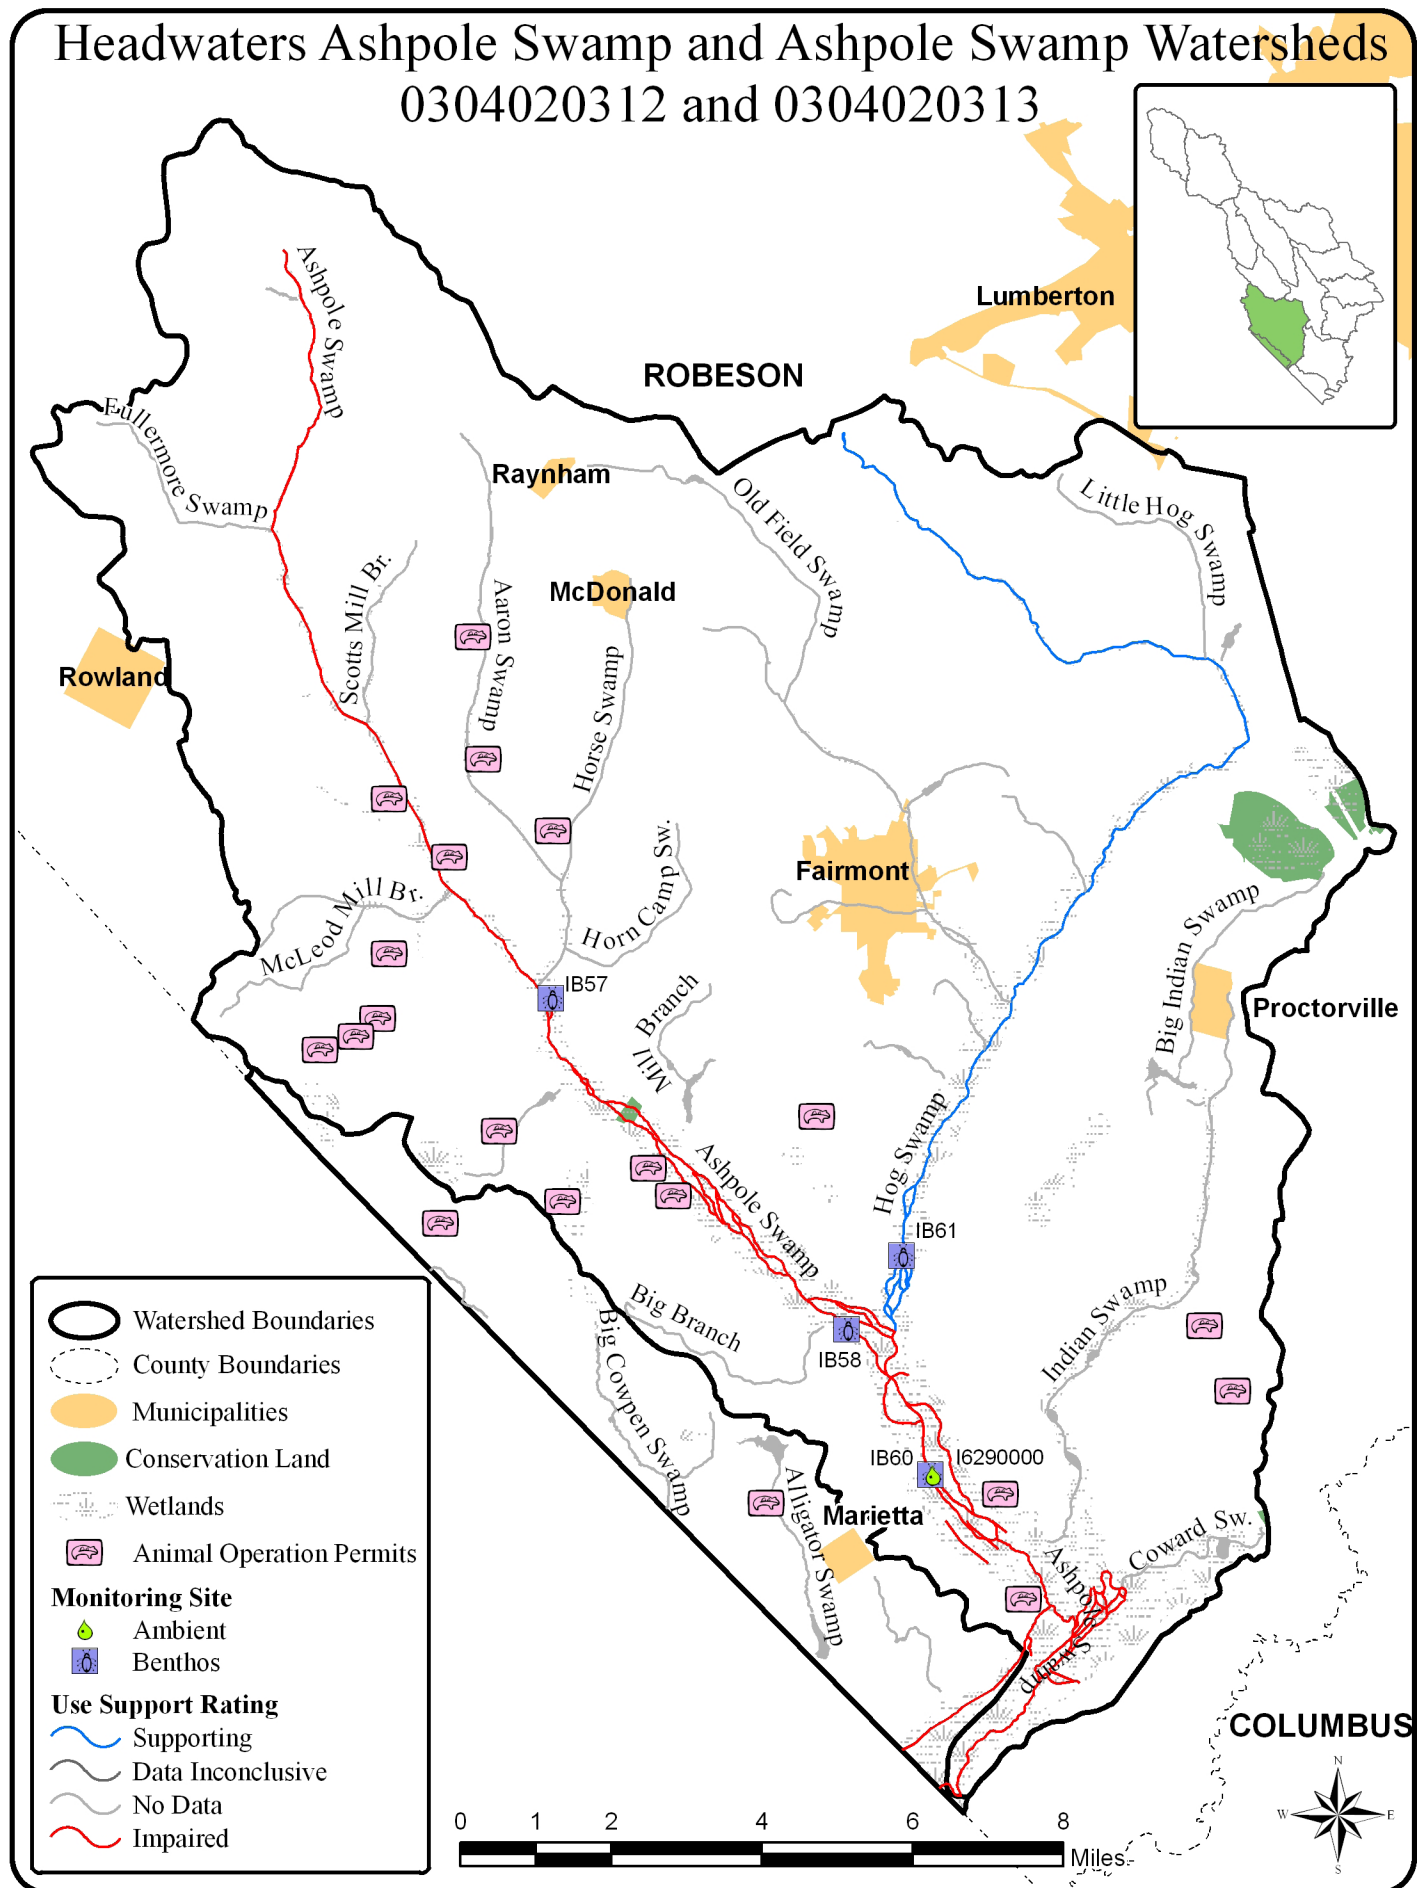 Headwaters Ashpole Swamp and Ashpole Swamp Watersheds
0304020312 and 0304020313
Lumberton
ROBESON
Ashpole Swamp
Fullermore Swamp
Raynham
Old Field Swamp
Little Hog Swamp
Scotts Mill Br.
McDonald
Aaron Swamp
Rowland
Horse Swamp
Fairmont
McLeod Mill Br.
Horn Camd Sw.
Big Indian Swamp
IB57
Proctorville
Mill Branch
Hog Swamp
Ashpole Swamp
IB61
Big Branch
Indian Swamp
IB58
Big Cowpen Swamp
IB60
I6290000
Alligator Swamp
Marietta
Coward Sw.
Ashpole Swamp
COLUMBUS
Watershed Boundaries
County Boundaries
Municipalities
Conservation Land
Wetlands
Animal Operation Permits
Monitoring Site
Ambient
Benthos
Use Support Rating
Supporting
Data Inconclusive
No Data
Impaired
0 1 2 4 6 8
Miles
N
W E
S